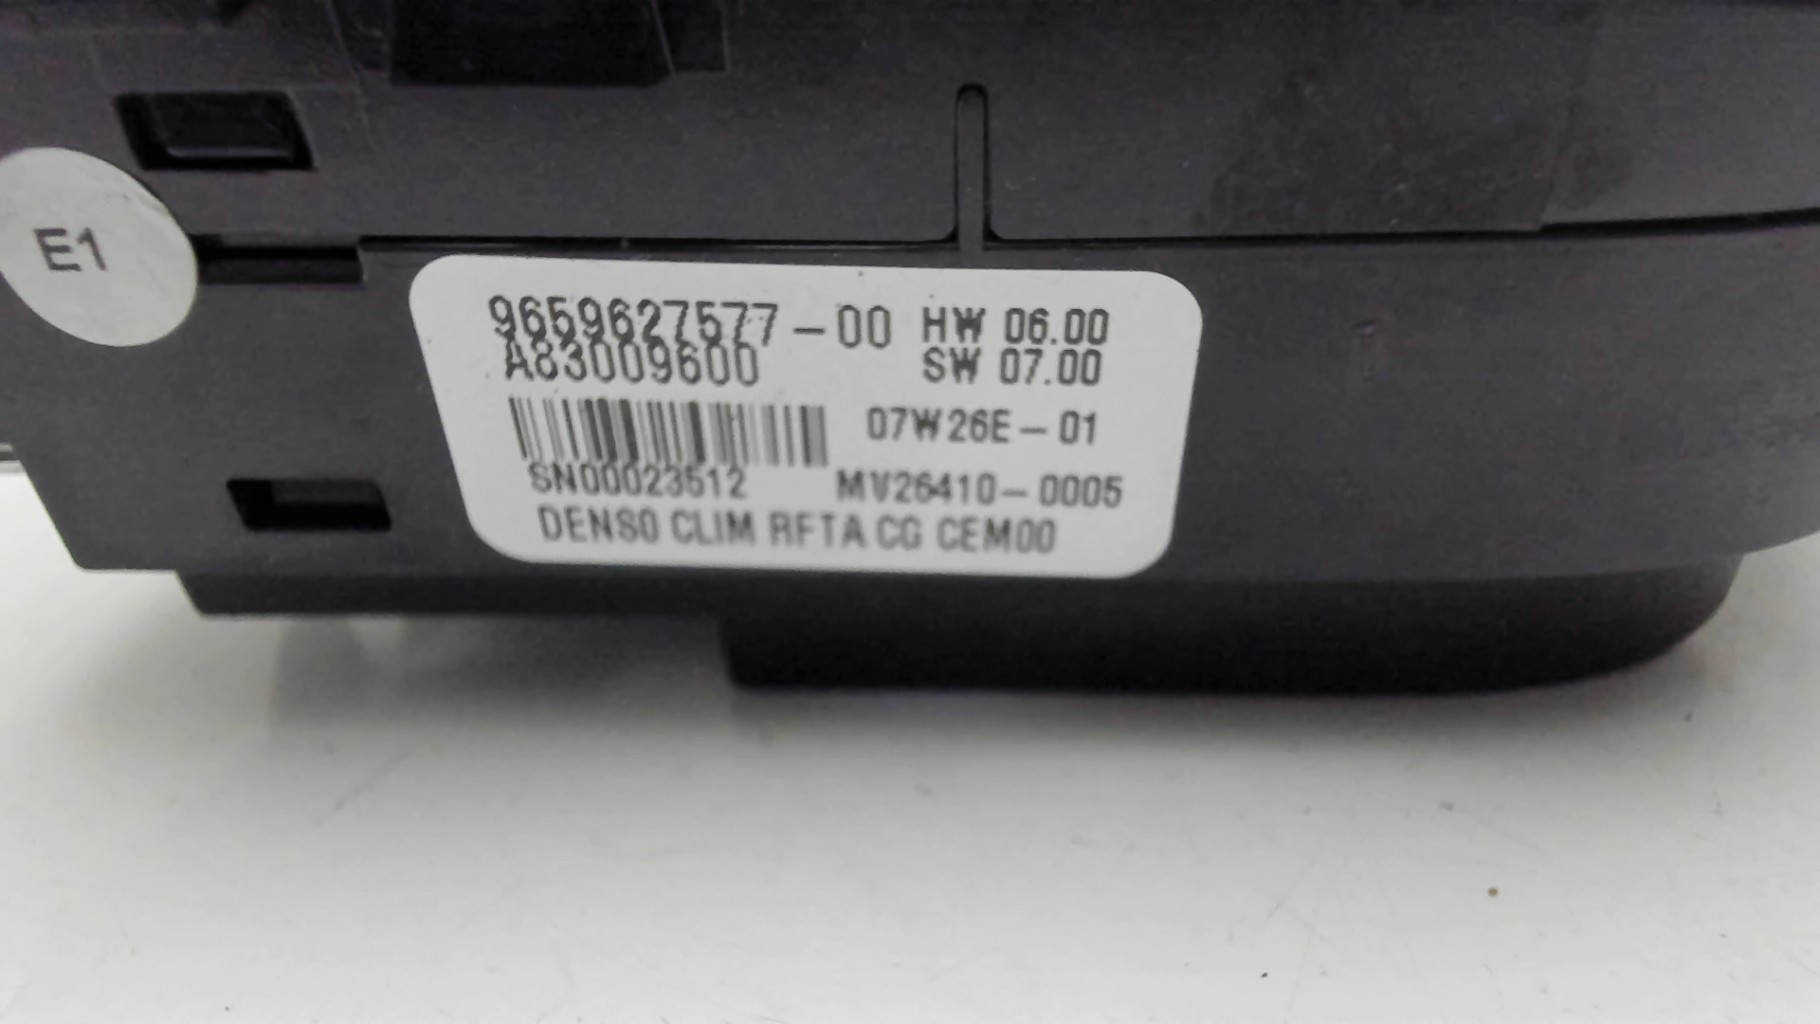 E1
9659627577-00 HW 06.00
A83009600 SW 07.00
07W26E-01
SN00023512 MV26410-0005
DENSO CLIM RFTA CG CEM00